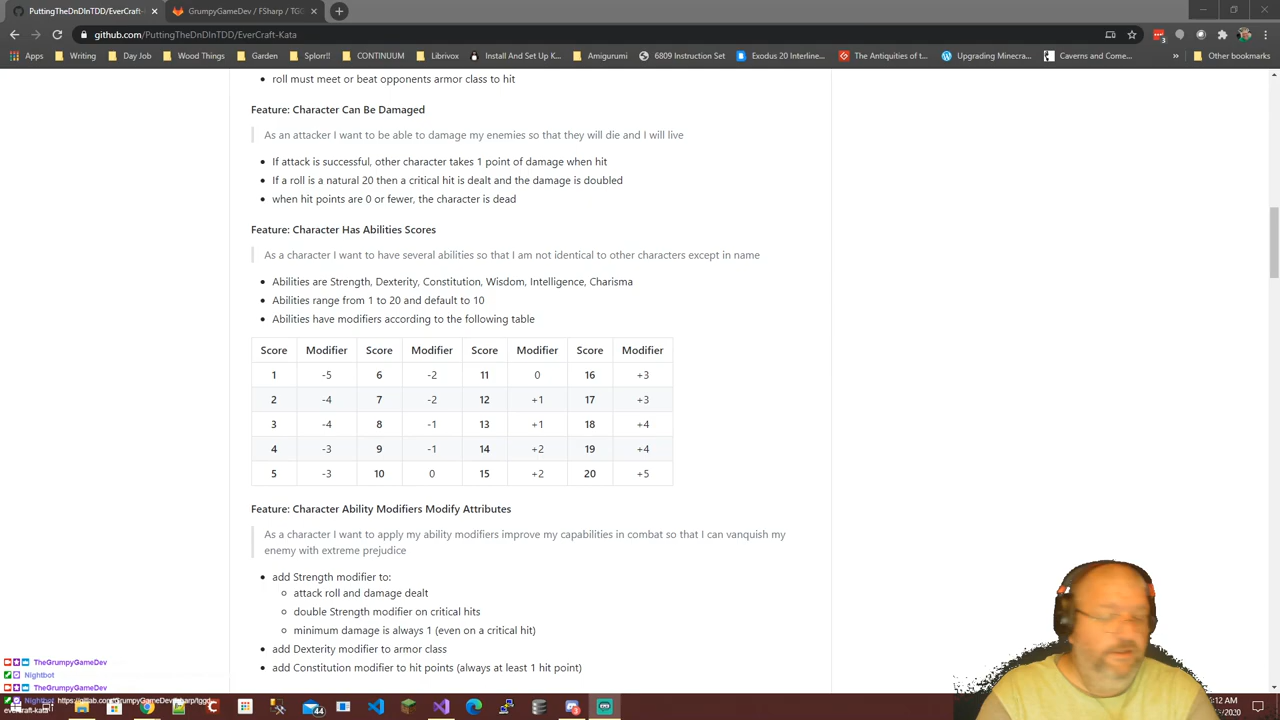 PuttingTheDnDInTDD/EverCraft-K
GrumpyGameDev / FSharp / TGG
github.com/PuttingTheDnDInTDD/EverCraft-Kata
Apps
Writing
Day Job
Wood Things
Garden
Splorr!!
CONTINUUM
Librivox
Install And Set Up K...
Amigurumi
6809 Instruction Set
Exodus 20 Interline...
The Antiquities of t...
Upgrading Minecra...
Caverns and Come...
»
Other bookmarks
roll must meet or beat opponents armor class to hit
Feature: Character Can Be Damaged
As an attacker I want to be able to damage my enemies so that they will die and I will live
If attack is successful, other character takes 1 point of damage when hit
If a roll is a natural 20 then a critical hit is dealt and the damage is doubled
when hit points are 0 or fewer, the character is dead
Feature: Character Has Abilities Scores
As a character I want to have several abilities so that I am not identical to other characters except in name
Abilities are Strength, Dexterity, Constitution, Wisdom, Intelligence, Charisma
Abilities range from 1 to 20 and default to 10
Abilities have modifiers according to the following table
Score Modifier Score Modifier Score Modifier Score Modifier
1 -5 6 -2 11 0 16 +3
2 -4 7 -2 12 +1 17 +3
3 -4 8 -1 13 +1 18 +4
4 -3 9 -1 14 +2 19 +4
5 -3 10 0 15 +2 20 +5
Feature: Character Ability Modifiers Modify Attributes
As a character I want to apply my ability modifiers improve my capabilities in combat so that I can vanquish my
enemy with extreme prejudice
add Strength modifier to:
attack roll and damage dealt
double Strength modifier on critical hits
minimum damage is always 1 (even on a critical hit)
add Dexterity modifier to armor class
add Constitution modifier to hit points (always at least 1 hit point)
TheGrumpyGameDev
Nightbot
TheGrumpyGameDev
Nightbot
evercraft-kata